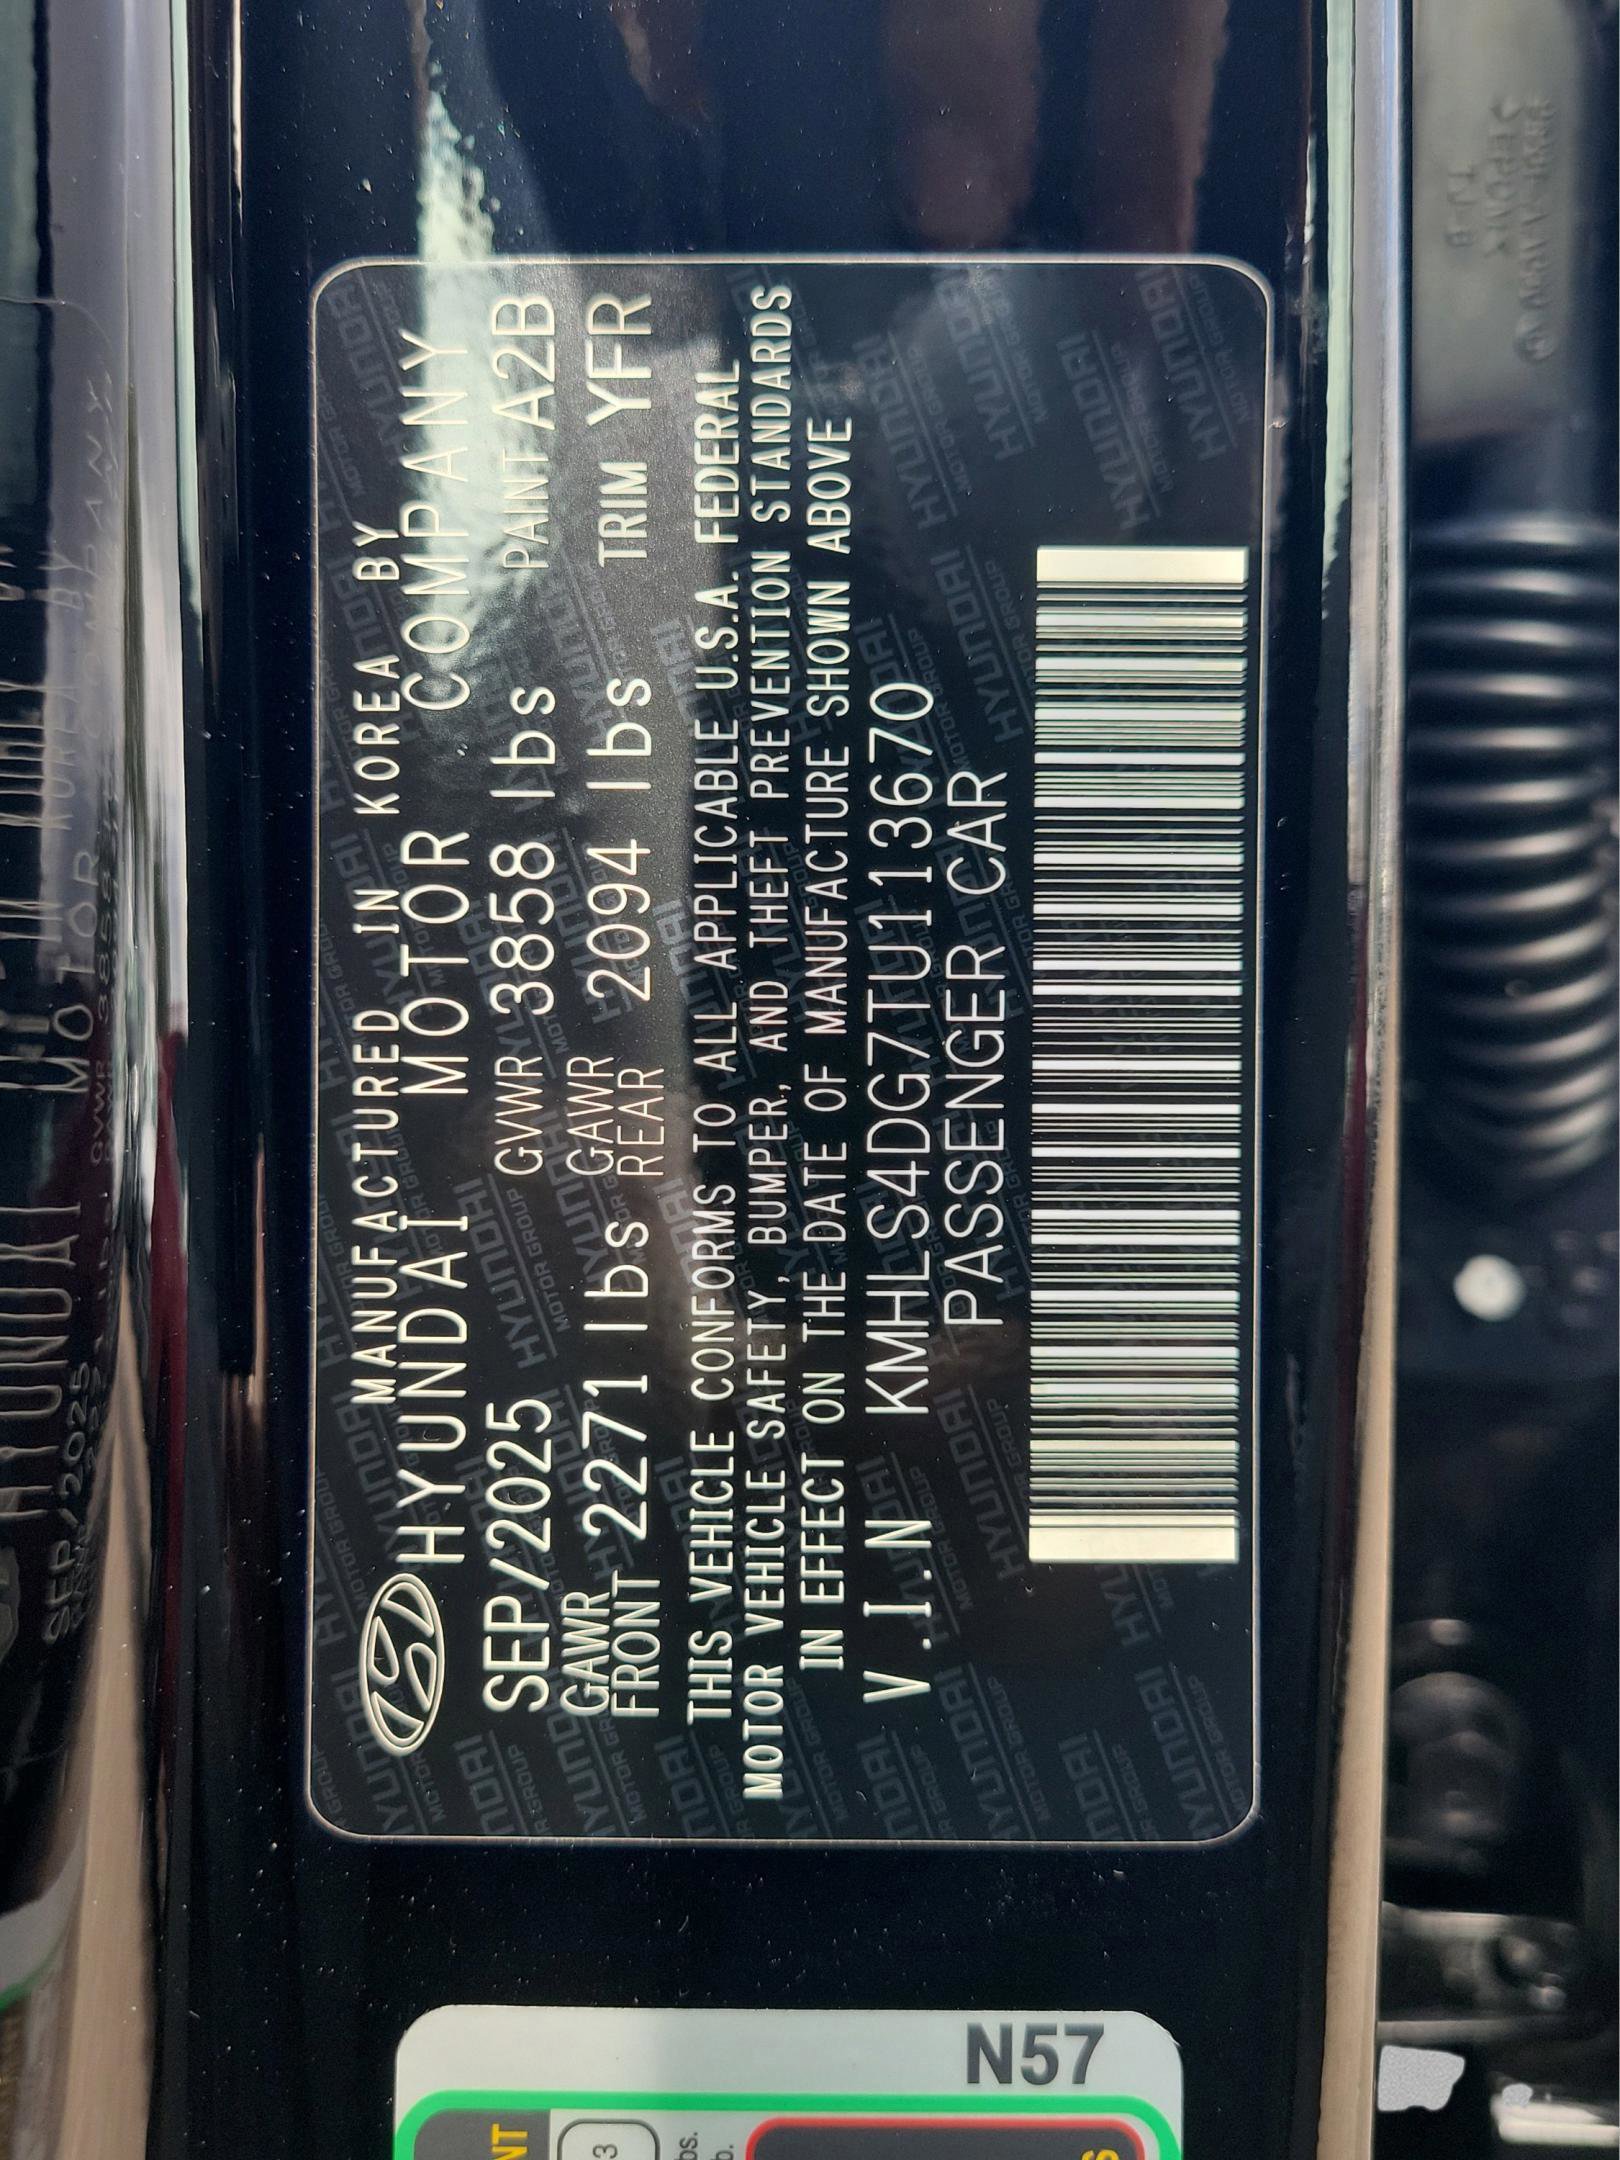 MANUFACTURED IN KOREA BY
HYUNDAI MOTOR COMPANY
SEP/2025 GVWR 3858 lbs PAINT A2B
GAWR FRONT 2271 lbs GAWR REAR 2094 lbs TRIM YFR
THIS VEHICLE CONFORMS TO ALL APPLICABLE U.S.A. FEDERAL
MOTOR VEHICLE SAFETY, BUMPER, AND THEFT PREVENTION STANDARDS
IN EFFECT ON THE DATE OF MANUFACTURE SHOWN ABOVE
V.I.N KMHLS4DG7TU113670
PASSENGER CAR
N57